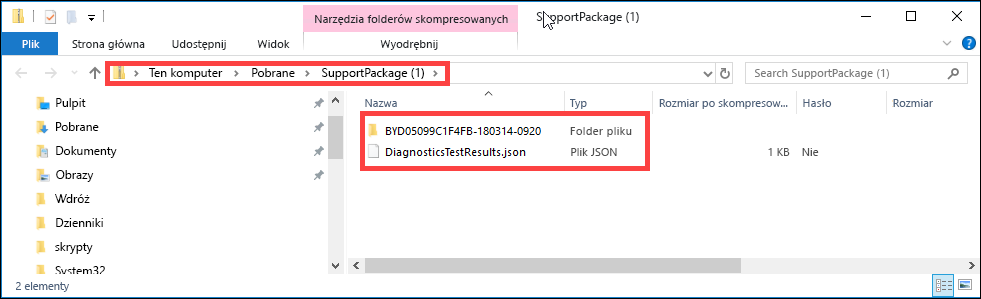 Narzędzia folderów skompresowanych
SupportPackage (1)
Plik
Strona główna
Udostępnij
Widok
Wyodrębnij
Ten komputer
Pobrane
SupportPackage (1)
Search SupportPackage (1)
Pulpit
Pobrane
Dokumenty
Obrazy
Wdróż
Dzienniki
skrypty
System32
Nazwa
Typ
Rozmiar po skompresow...
Hasło
Rozmiar
BYD05099C1F4FB-180314-0920
Folder pliku
DiagnosticsTestResults.json
Plik JSON
1 KB
Nie
2 elementy